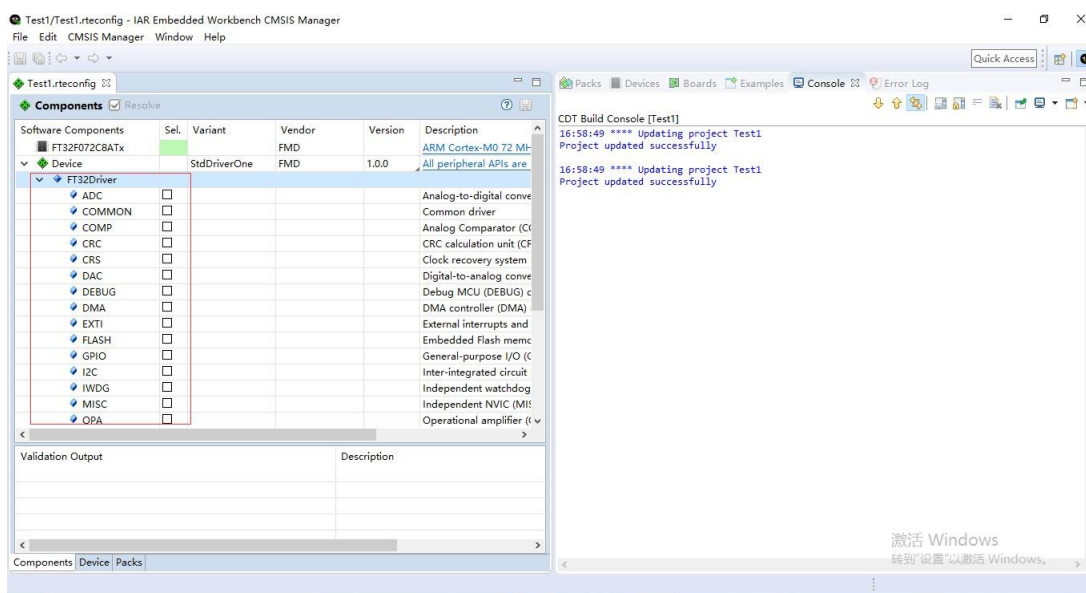 Test1/Test1.rteconfig - IAR Embedded Workbench CMSIS Manager
File Edit CMSIS Manager Window Help
Quick Access
Test1.rteconfig
Components Resolve
Software Components Sel. Variant Vendor Version Description
FT32F072C8ATx FMD ARM Cortex-M0 72 MH
Device StdDriverOne FMD 1.0.0 All peripheral APIs are
FT32Driver
ADC Analog-to-digital conve
COMMON Common driver
COMP Analog Comparator (CO
CRC CRC calculation unit (CR
CRS Clock recovery system
DAC Digital-to-analog conve
DEBUG Debug MCU (DEBUG) c
DMA DMA controller (DMA)
EXTI External interrupts and
FLASH Embedded Flash memc
GPIO General-purpose I/O (G
I2C Inter-integrated circuit
IWDG Independent watchdog
MISC Independent NVIC (MIS
OPA Operational amplifier (
Validation Output Description
Components Device Packs
Packs Devices Boards Examples Console Error Log
CDT Build Console [Test1]
16:58:49 **** Updating project Test1
Project updated successfully
16:58:49 **** Updating project Test1
Project updated successfully
激活 Windows
转到"设置"以激活 Windows。